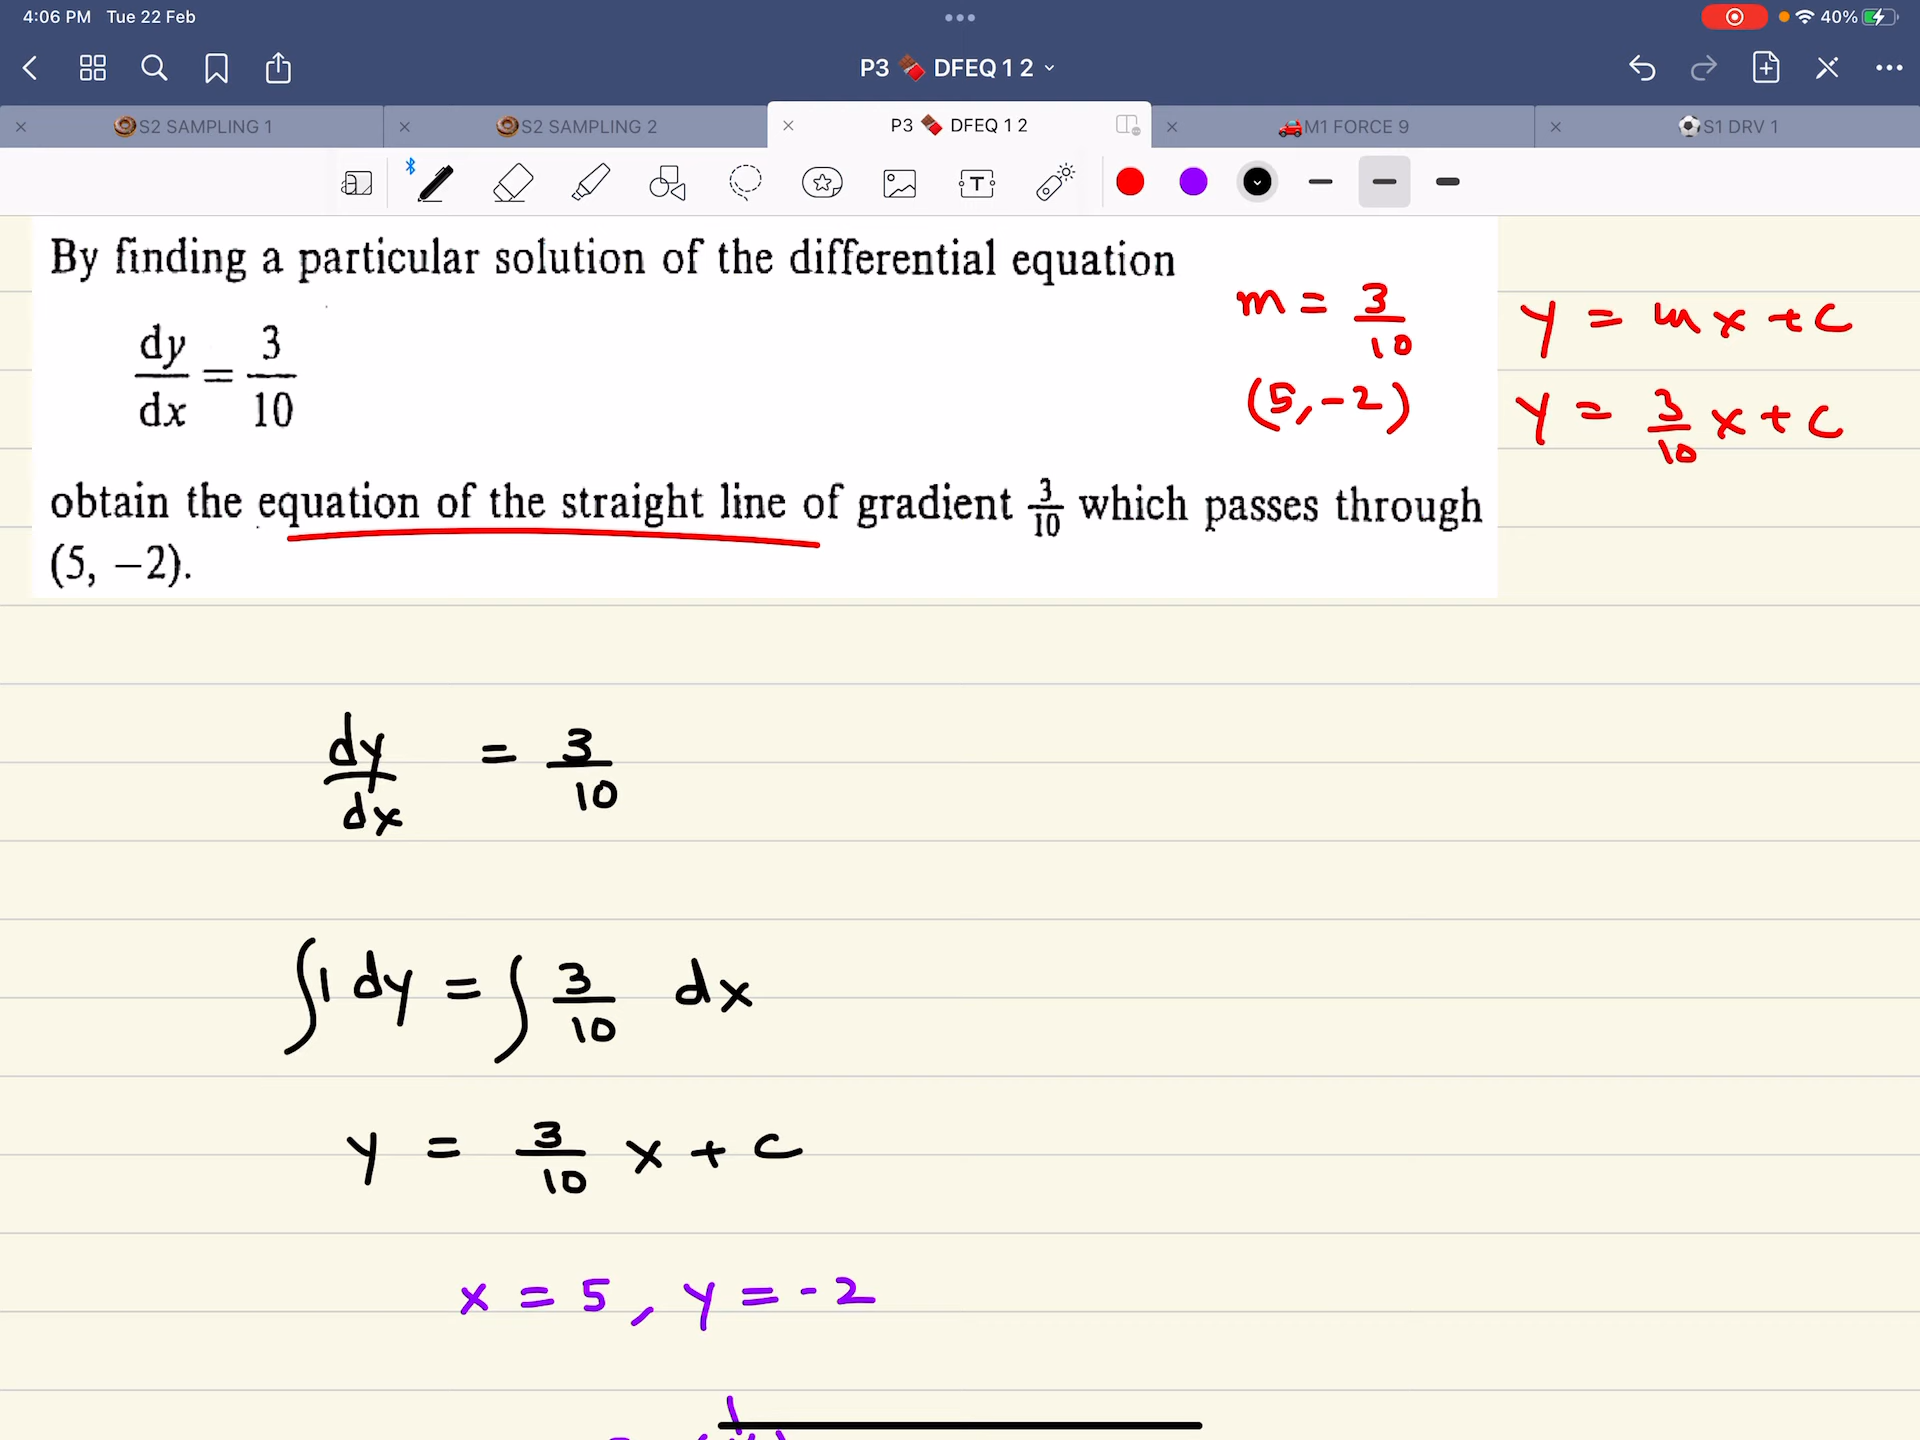 4:06 PM Tue 22 Feb
40%
P3 🍫 DFEQ 1 2
S2 SAMPLING 1
S2 SAMPLING 2
P3 🍫 DFEQ 1 2
M1 FORCE 9
S1 DRV 1
By finding a particular solution of the differential equation
dy/dx = 3/10
m = 3/10
(5, -2)
y = mx + c
y = 3/10 x + c
obtain the equation of the straight line of gradient 3/10 which passes through
(5, −2).
dy/dx = 3/10
∫1 dy = ∫ 3/10 dx
y = 3/10 x + c
x = 5, y = -2